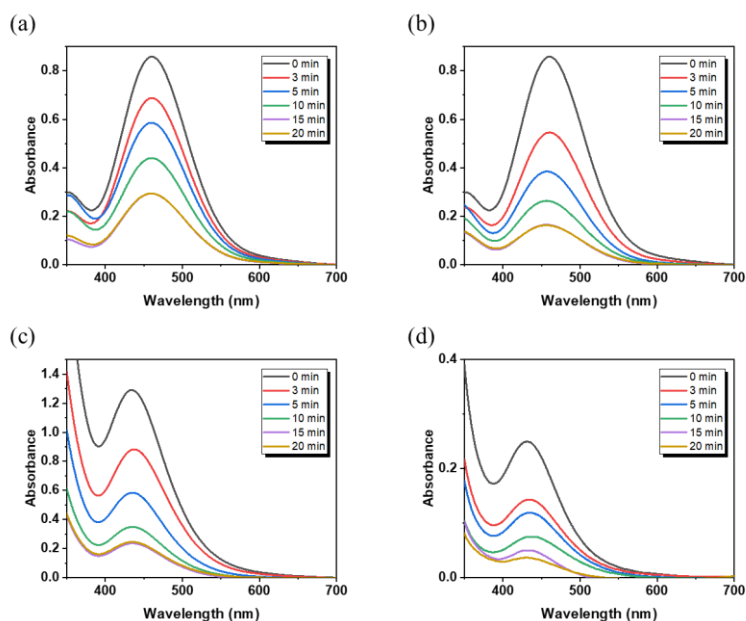 (a)
0.8
0.6
0.4
0.2
0.0
Absorbance
400
500
600
700
Wavelength (nm)
0 min
3 min
5 min
10 min
15 min
20 min
(b)
0.8
0.6
0.4
0.2
0.0
Absorbance
400
500
600
700
Wavelength (nm)
0 min
3 min
5 min
10 min
15 min
20 min
(c)
1.4
1.2
1.0
0.8
0.6
0.4
0.2
0.0
Absorbance
400
500
600
700
Wavelength (nm)
0 min
3 min
5 min
10 min
15 min
20 min
(d)
0.4
0.2
0.0
Absorbance
400
500
600
700
Wavelength (nm)
0 min
3 min
5 min
10 min
15 min
20 min